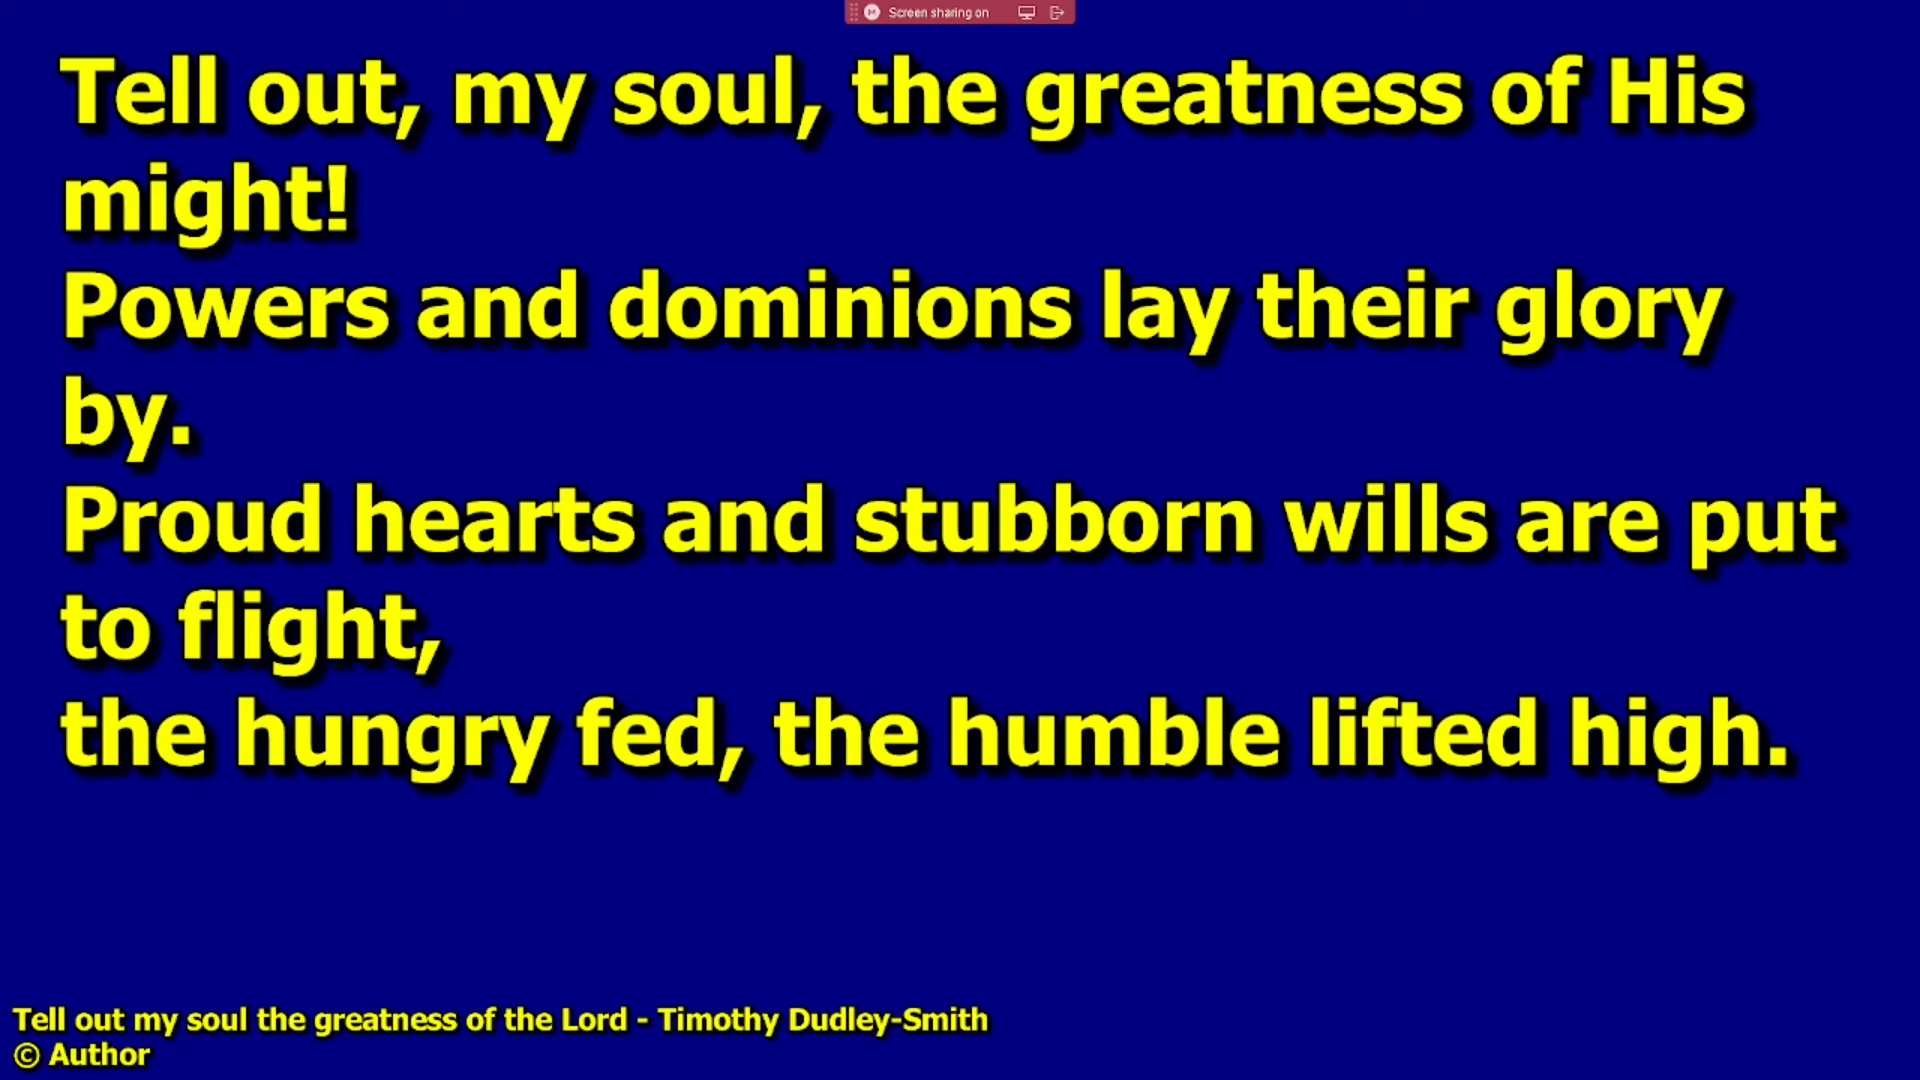 Screen sharing on
Tell out, my soul, the greatness of His
might!
Powers and dominions lay their glory
by.
Proud hearts and stubborn wills are put
to flight,
the hungry fed, the humble lifted high.
Tell out my soul the greatness of the Lord - Timothy Dudley-Smith
© Author